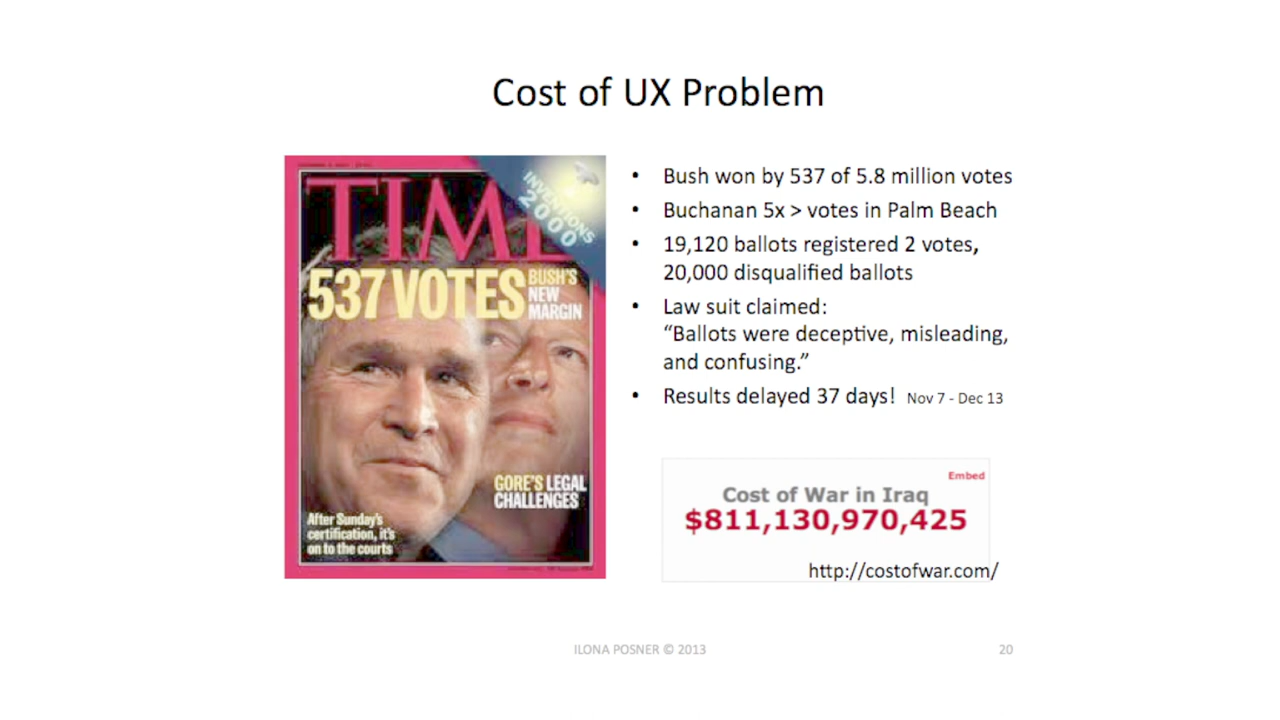 Cost of UX Problem
TIME
INVENTIONS
2000
537 VOTES
BUSH'S
NEW
MARGIN
GORE'S LEGAL
CHALLENGES
After Sunday's
certification, it's
on to the courts
• Bush won by 537 of 5.8 million votes
• Buchanan 5x > votes in Palm Beach
• 19,120 ballots registered 2 votes,
20,000 disqualified ballots
• Law suit claimed:
“Ballots were deceptive, misleading,
and confusing.”
• Results delayed 37 days! Nov 7 - Dec 13
Embed
Cost of War in Iraq
$811,130,970,425
http://costofwar.com/
ILONA POSNER © 2013
20